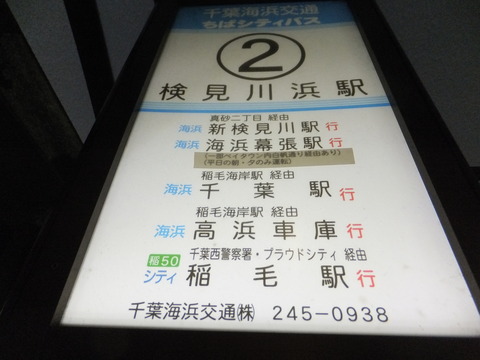 千葉海浜交通
ちばシティバス
②
検見川浜駅
真砂二丁目 経由
海浜 新検見川駅行
海浜 海浜幕張駅行
(一部ベイタウン内白帆通り経由あり)
(平日の朝・夕のみ運転)
稲毛海岸駅 経由
海浜 千葉駅行
稲毛海岸駅 経由
海浜 高浜車庫行
稲50 千葉西警察署・プラウドシティ 経由
シティ 稲毛駅行
千葉海浜交通㈱ 245-0938